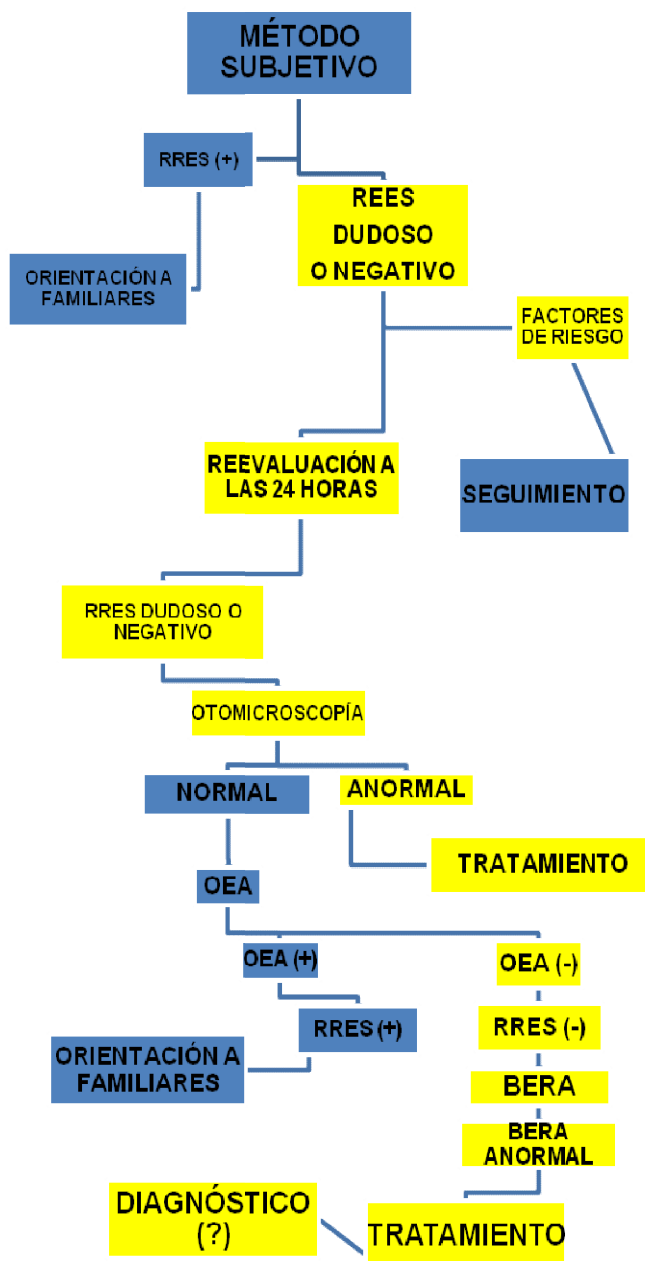 MÉTODO
SUBJETIVO
RRES (+)
REES
DUDOSO
O NEGATIVO
ORIENTACIÓN A
FAMILIARES
FACTORES
DE RIESGO
REEVALUACIÓN A
LAS 24 HORAS
SEGUIMIENTO
RRES DUDOSO O
NEGATIVO
OTOMICROSCOPÍA
NORMAL
ANORMAL
TRATAMIENTO
OEA
OEA (+)
OEA (-)
RRES (+)
RRES (-)
ORIENTACIÓN A
FAMILIARES
BERA
BERA
ANORMAL
DIAGNÓSTICO
(?)
TRATAMIENTO